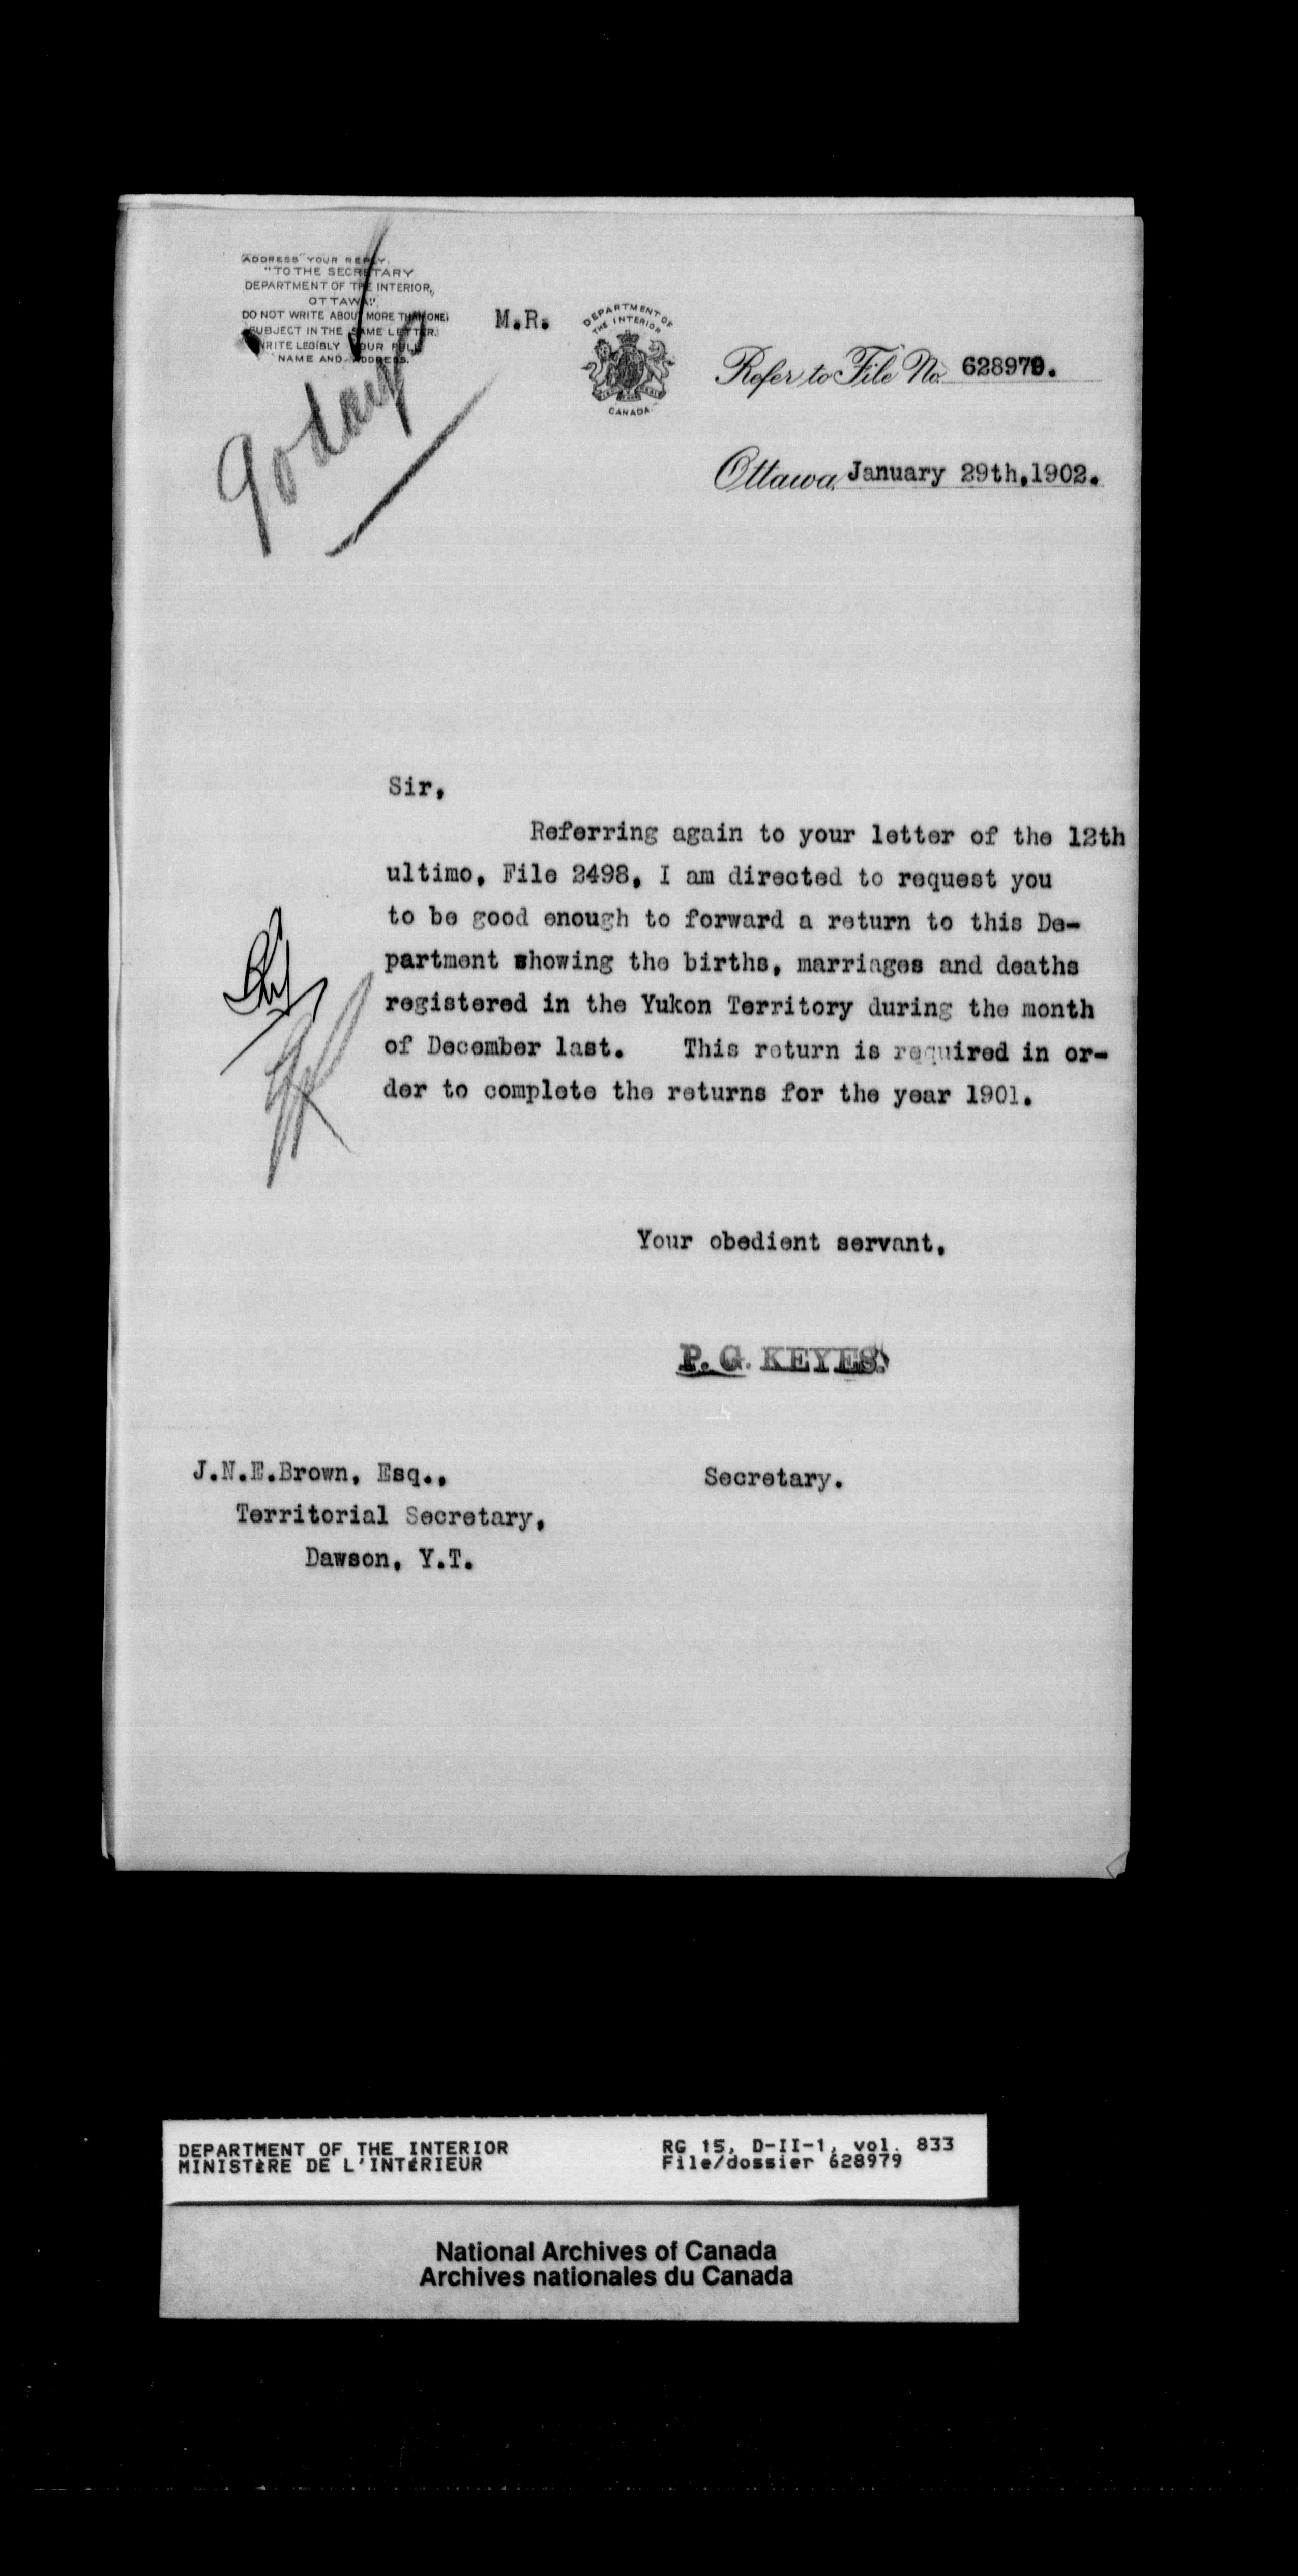 ADDRESS YOUR REPLY.
"TO THE SECRETARY
DEPARTMENT OF THE INTERIOR,
OTTAWA".
DO NOT WRITE ABOUT MORE THAN ONE
SUBJECT IN THE SAME LETTER.
WRITE LEGIBLY YOUR FULL
NAME AND ADDRESS.
M.R.
DEPARTMENT OF
THE INTERIOR
CANADA
Refer to File No. 628979.
90 days
Ottawa, January 29th, 1902.
Sir,
Referring again to your letter of the 12th
ultimo, File 2498, I am directed to request you
to be good enough to forward a return to this De-
partment showing the births, marriages and deaths
registered in the Yukon Territory during the month
of December last. This return is required in or-
der to complete the returns for the year 1901.
Your obedient servant,
P. G. KEYES.
J.N.E.Brown, Esq.,
Secretary.
Territorial Secretary,
Dawson, Y.T.
DEPARTMENT OF THE INTERIOR
MINISTèRE DE L'INTéRIEUR
RG 15, D-II-1, vol. 833
File/dossier 628979
National Archives of Canada
Archives nationales du Canada